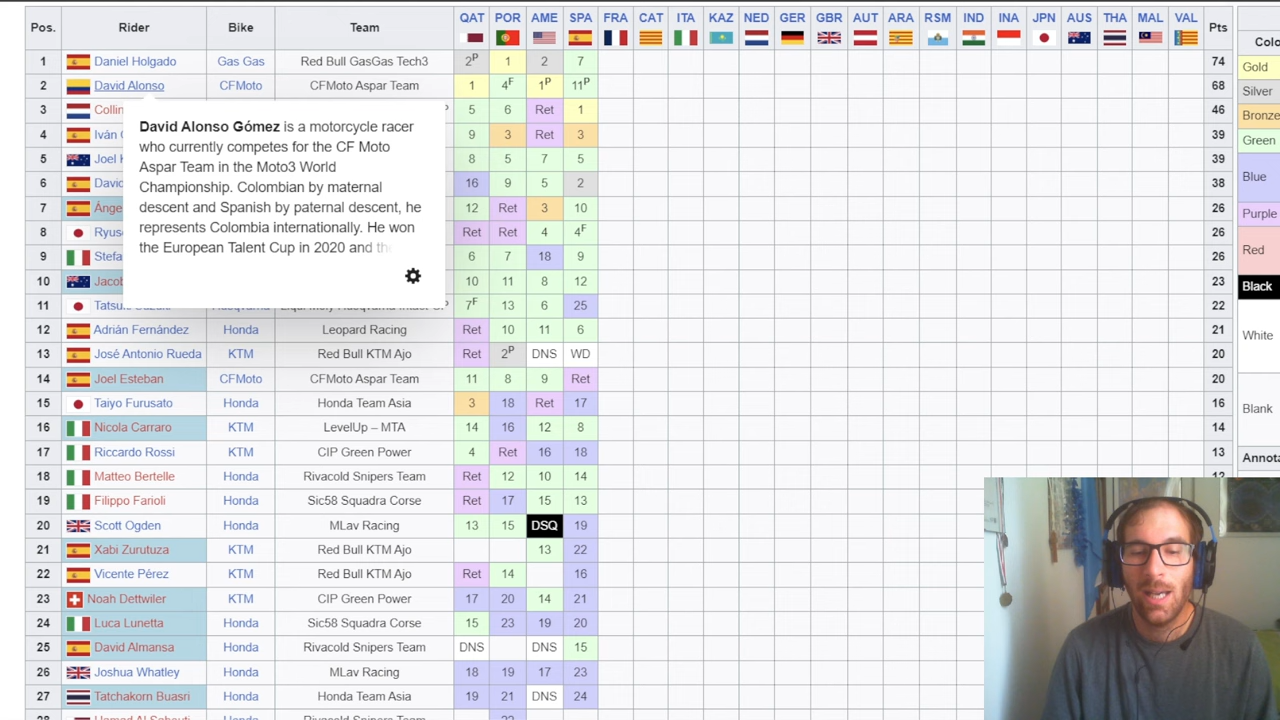 Pos. Rider Bike Team QAT POR AME SPA FRA CAT ITA KAZ NED GER GBR AUT ARA RSM IND INA JPN AUS THA MAL VAL Pts
1 Daniel Holgado Gas Gas Red Bull GasGas Tech3 2P 1 2 7 74
2 David Alonso CFMoto CFMoto Aspar Team 1 4F 1P 11P 68
3 Collin P 5 6 Ret 1 46
4 Iván 9 3 Ret 3 39
5 Joel 8 5 7 5 39
6 David 16 9 5 2 38
7 Ánge 12 Ret 3 10 26
8 Ryus Ret Ret 4 4F 26
9 Stefa 6 7 18 9 26
10 Jacob 10 11 8 12 23
11 Tatsu 7F 13 6 25 22
12 Adrián Fernández Honda Leopard Racing Ret 10 11 6 21
13 José Antonio Rueda KTM Red Bull KTM Ajo Ret 2P DNS WD 20
14 Joel Esteban CFMoto CFMoto Aspar Team 11 8 9 Ret 20
15 Taiyo Furusato Honda Honda Team Asia 3 18 Ret 17 16
16 Nicola Carraro KTM LevelUp – MTA 14 16 12 8 14
17 Riccardo Rossi KTM CIP Green Power 4 Ret 16 18 13
18 Matteo Bertelle Honda Rivacold Snipers Team Ret 12 10 14 12
19 Filippo Farioli Honda Sic58 Squadra Corse Ret 17 15 13
20 Scott Ogden Honda MLav Racing 13 15 DSQ 19
21 Xabi Zurutuza KTM Red Bull KTM Ajo 13 22
22 Vicente Pérez KTM Red Bull KTM Ajo Ret 14 16
23 Noah Dettwiler KTM CIP Green Power 17 20 14 21
24 Luca Lunetta Honda Sic58 Squadra Corse 15 23 19 20
25 David Almansa Honda Rivacold Snipers Team DNS DNS 15
26 Joshua Whatley Honda MLav Racing 18 19 17 23
27 Tatchakorn Buasri Honda Honda Team Asia 19 21 DNS 24
David Alonso Gómez is a motorcycle racer
who currently competes for the CF Moto
Aspar Team in the Moto3 World
Championship. Colombian by maternal
descent and Spanish by paternal descent, he
represents Colombia internationally. He won
the European Talent Cup in 2020 and the
Colo
Gold
Silver
Bronze
Green
Blue
Purple
Red
Black
White
Blank
Annota